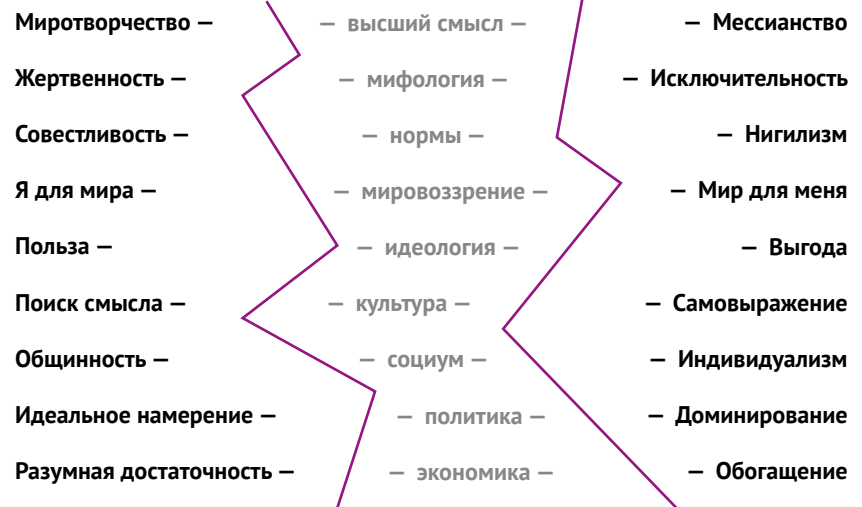 Миротворчество — — высший смысл — — Мессианство
Жертвенность — — мифология — — Исключительность
Совестливость — — нормы — — Нигилизм
Я для мира — — мировоззрение — — Мир для меня
Польза — — идеология — — Выгода
Поиск смысла — — культура — — Самовыражение
Общинность — — социум — — Индивидуализм
Идеальное намерение — — политика — — Доминирование
Разумная достаточность — — экономика — — Обогащение